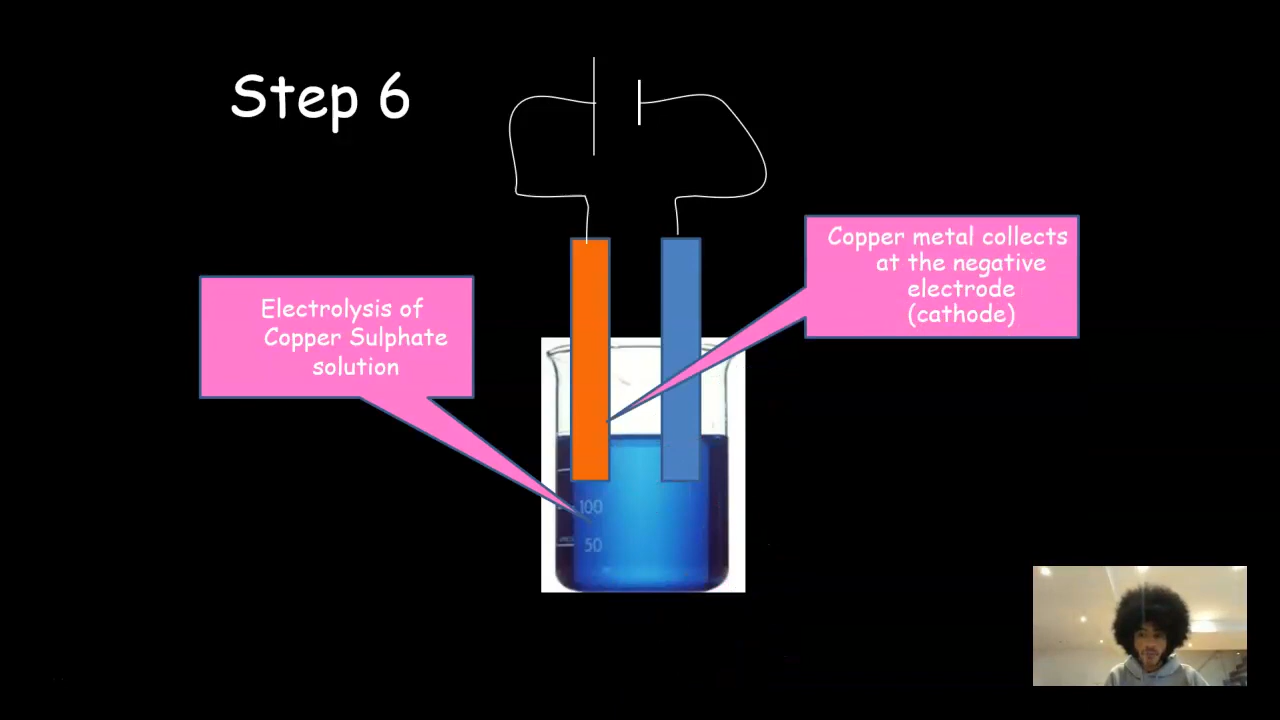 Step 6
Copper metal collects
at the negative
electrode
(cathode)
Electrolysis of
Copper Sulphate
solution
100
50